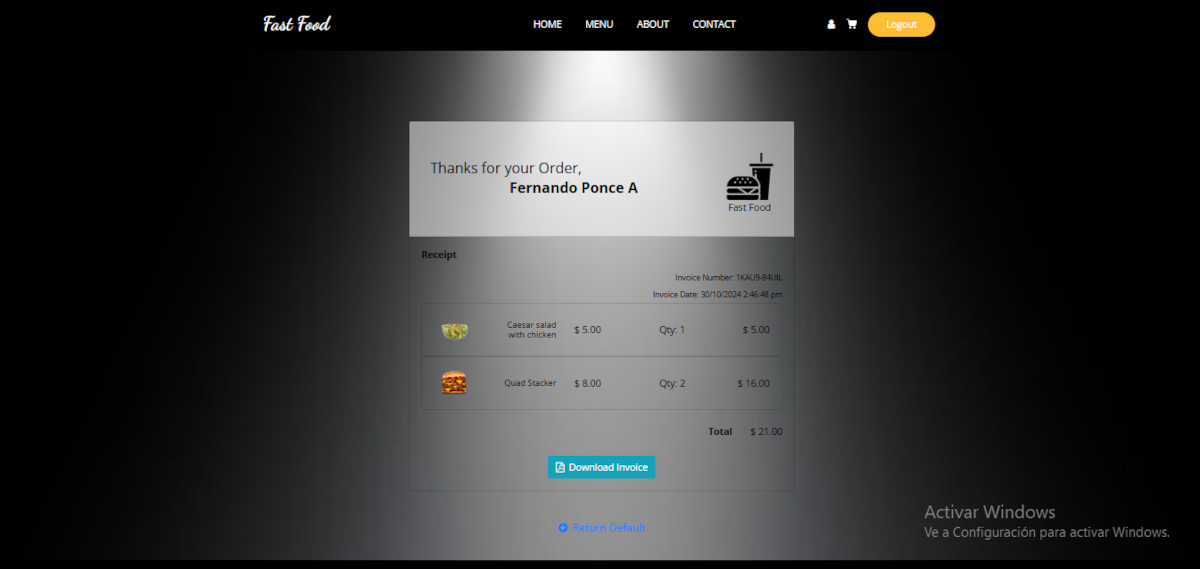 Fast Food
HOME MENU ABOUT CONTACT
Logout
Thanks for your Order,
Fernando Ponce A
Fast Food
Receipt
Invoice Number: 1KAU9-84UIL
Invoice Date: 30/10/2024 2:46:48 pm
Caesar salad
with chicken
$ 5.00 Qty: 1 $ 5.00
Quad Stacker $ 8.00 Qty: 2 $ 16.00
Total $ 21.00
Download Invoice
Return Default
Activar Windows
Ve a Configuración para activar Windows.